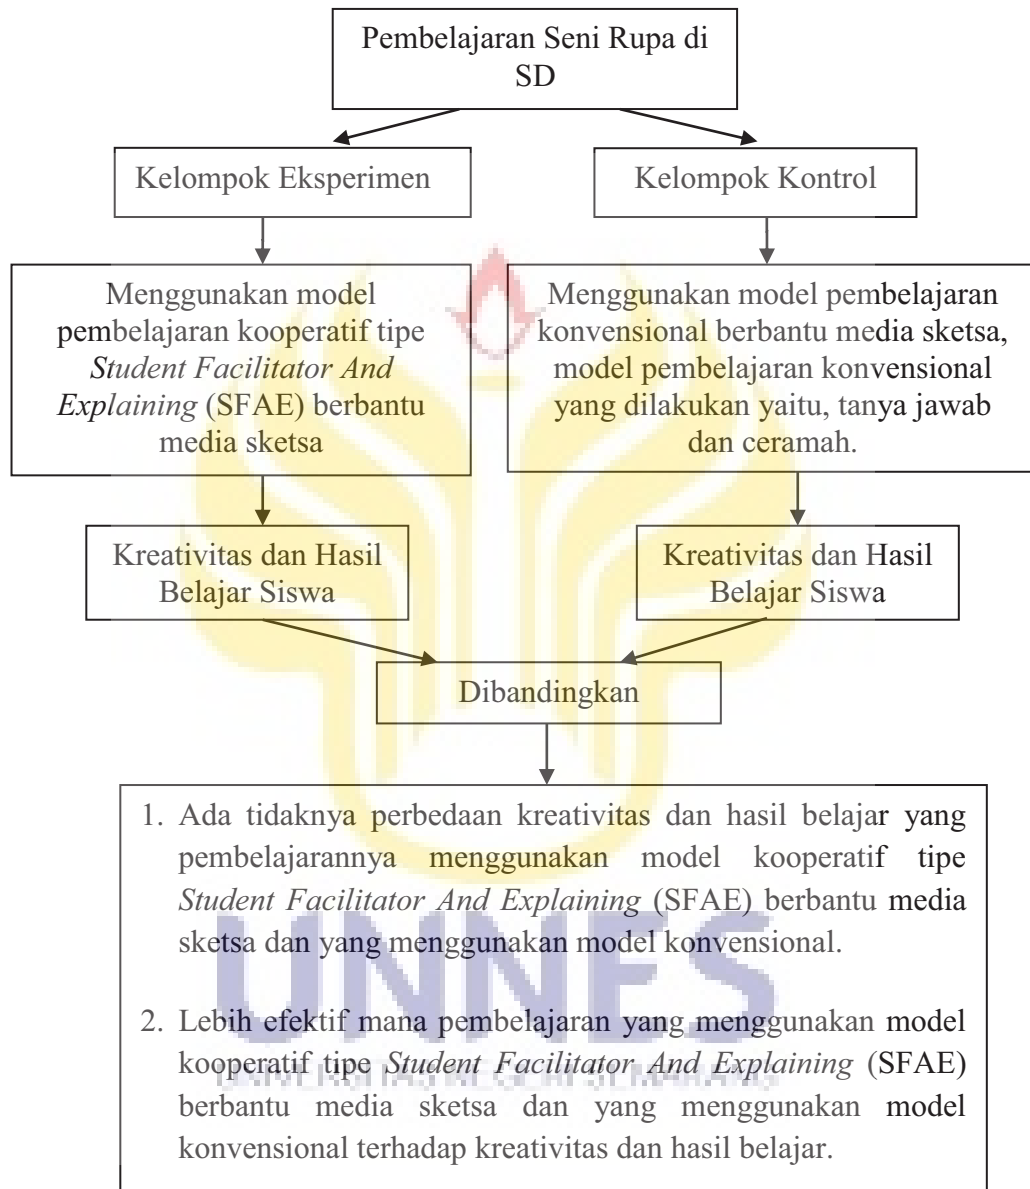 Pembelajaran Seni Rupa di
SD
Kelompok Eksperimen
Kelompok Kontrol
Menggunakan model
pembelajaran kooperatif tipe
Student Facilitator And
Explaining (SFAE) berbantu
media sketsa
Menggunakan model pembelajaran
konvensional berbantu media sketsa,
model pembelajaran konvensional
yang dilakukan yaitu, tanya jawab
dan ceramah.
Kreativitas dan Hasil
Belajar Siswa
Kreativitas dan Hasil
Belajar Siswa
Dibandingkan
1. Ada tidaknya perbedaan kreativitas dan hasil belajar yang
pembelajarannya menggunakan model kooperatif tipe
Student Facilitator And Explaining (SFAE) berbantu media
sketsa dan yang menggunakan model konvensional.
UNNES
2. Lebih efektif mana pembelajaran yang menggunakan model
kooperatif tipe Student Facilitator And Explaining (SFAE)
UNIVERSITAS NEGERI SEMARANG
berbantu media sketsa dan yang menggunakan model
konvensional terhadap kreativitas dan hasil belajar.